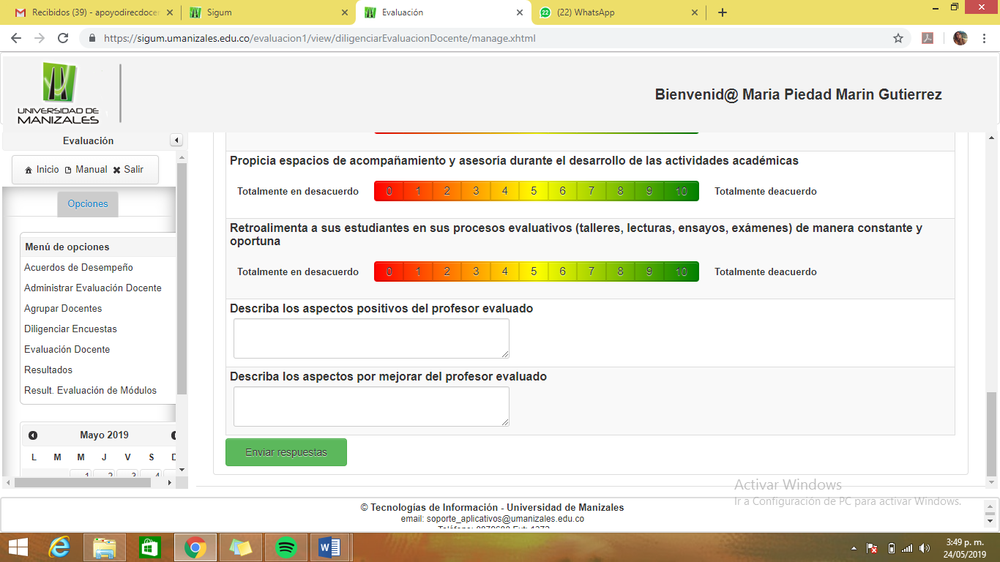 Recibidos (39) - apoyodirecdocer
Sigum
Evaluación
22
(22) WhatsApp
https://sigum.umanizales.edu.co/evaluacion1/view/diligenciarEvaluacionDocente/manage.xhtml
UNIVERSIDAD DE
MANIZALES
Bienvenid@ Maria Piedad Marin Gutierrez
Evaluación
Inicio Manual Salir
Opciones
Menú de opciones
Acuerdos de Desempeño
Administrar Evaluación Docente
Agrupar Docentes
Diligenciar Encuestas
Evaluación Docente
Resultados
Result. Evaluación de Módulos
Mayo 2019
L M M J V S D
1 2 3 4
Propicia espacios de acompañamiento y asesoría durante el desarrollo de las actividades académicas
Totalmente en desacuerdo 0 1 2 3 4 5 6 7 8 9 10 Totalmente deacuerdo
Retroalimenta a sus estudiantes en sus procesos evaluativos (talleres, lecturas, ensayos, exámenes) de manera constante y
oportuna
Totalmente en desacuerdo 0 1 2 3 4 5 6 7 8 9 10 Totalmente deacuerdo
Describa los aspectos positivos del profesor evaluado
Describa los aspectos por mejorar del profesor evaluado
Enviar respuestas
Activar Windows
Ir a Configuración de PC para activar Windows.
© Tecnologías de Información - Universidad de Manizales
email: soporte_aplicativos@umanizales.edu.co
3:49 p. m.
24/05/2019